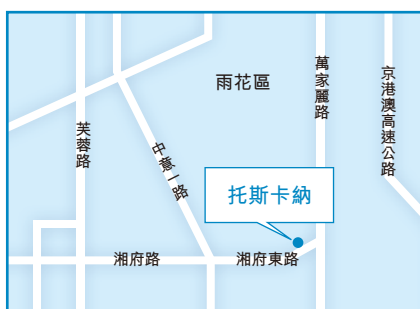 雨花區
萬家麗路
京港澳高速公路
芙蓉路
中意一路
托斯卡納
湘府路
湘府東路